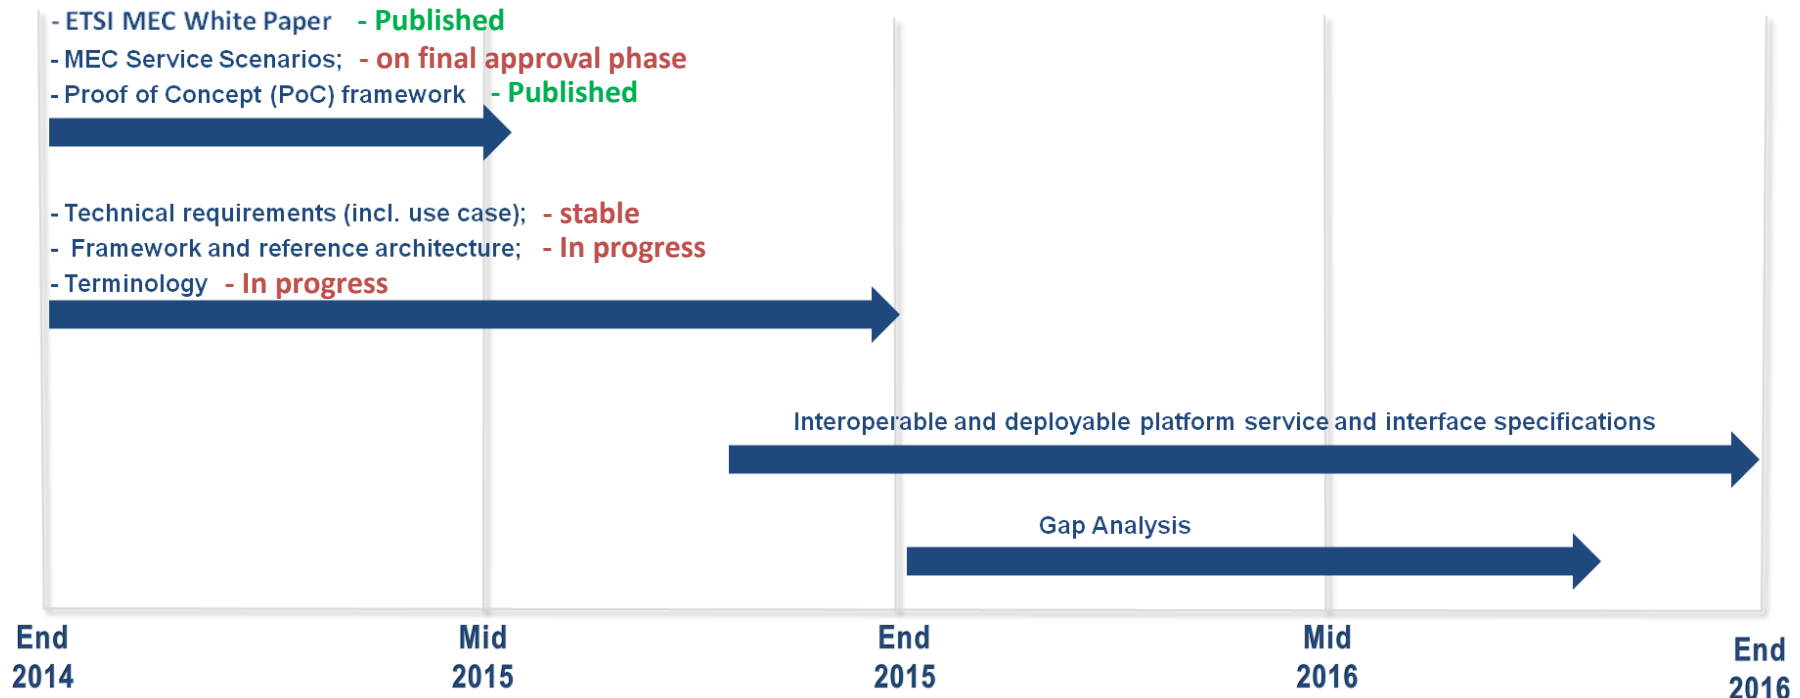 - ETSI MEC White Paper - Published
- MEC Service Scenarios; - on final approval phase
- Proof of Concept (PoC) framework - Published
- Technical requirements (incl. use case); - stable
- Framework and reference architecture; - In progress
- Terminology - In progress
Interoperable and deployable platform service and interface specifications
Gap Analysis
End 2014
Mid 2015
End 2015
Mid 2016
End 2016